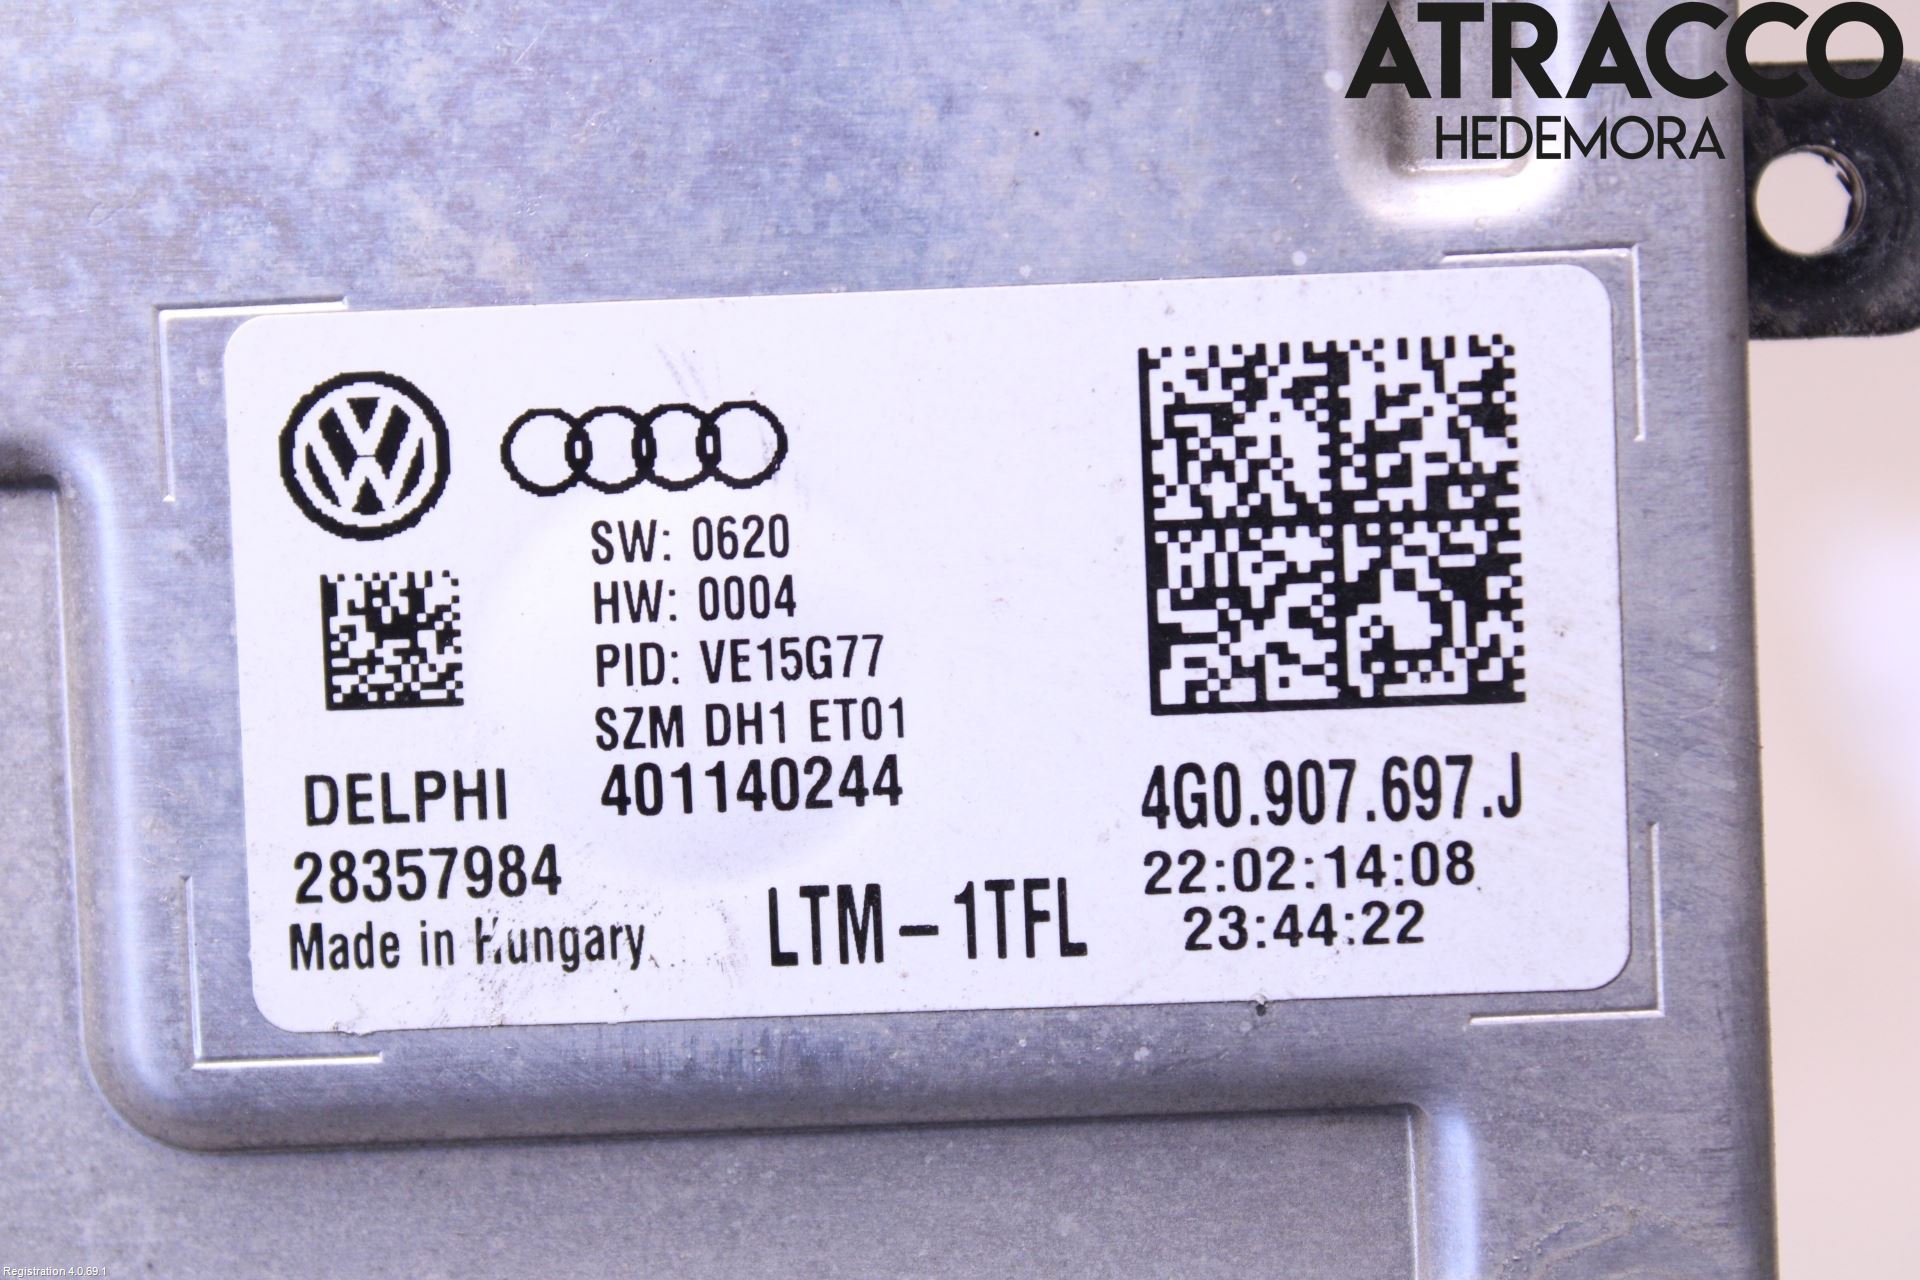 ATRACCO
HEDEMORA
SW: 0620
HW: 0004
PID: VE15G77
SZM DH1 ET01
DELPHI 401140244
28357984
Made in Hungary
LTM-1TFL
4G0.907.697.J
22:02:14:08
23:44:22
Registration 4.0.89.1